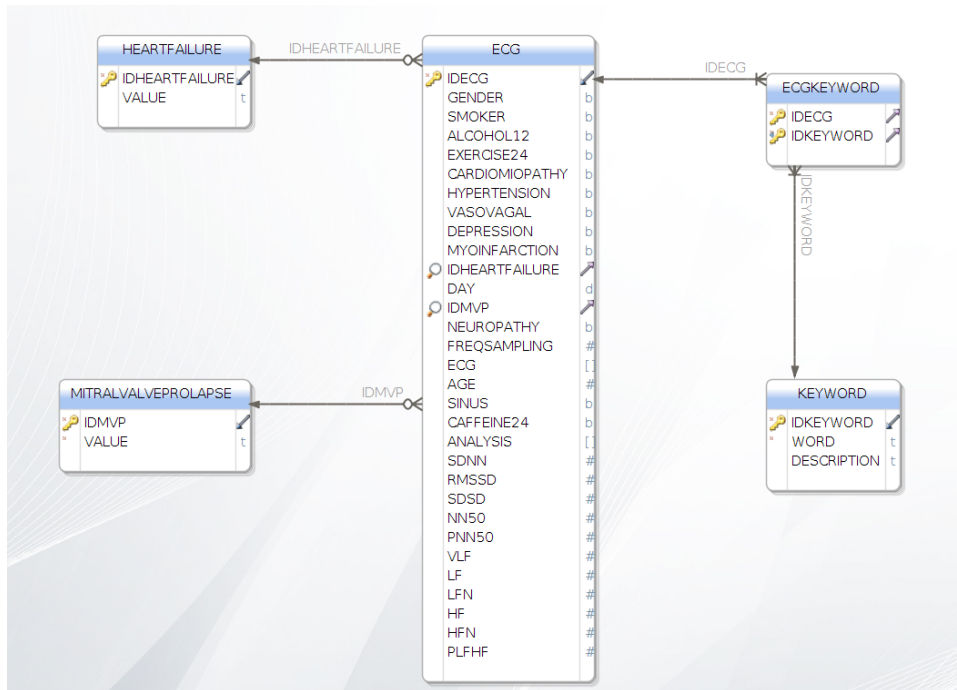 HEARTFAILURE
IDHEARTFAILURE
VALUE t
IDHEARTFAILURE
ECG
IDECG
GENDER b
SMOKER b
ALCOHOL12 b
EXERCISE24 b
CARDIOMIOPATHY b
HYPERTENSION b
VASOVAGAL b
DEPRESSION b
MYOINFARCTION b
IDHEARTFAILURE
DAY d
IDMVP
NEUROPATHY b
FREQSAMPLING #
ECG []
AGE #
SINUS b
CAFFEINE24 b
ANALYSIS []
SDNN #
RMSSD #
SDSD #
NN50 #
PNN50 #
VLF #
LF #
LFN #
HF #
HFN #
PLFHF #
IDECG
ECGKEYWORD
IDECG
IDKEYWORD
IDKEYWORD
MITRALVALVEPROLAPSE
IDMVP
VALUE t
IDMVP
KEYWORD
IDKEYWORD
WORD t
DESCRIPTION t